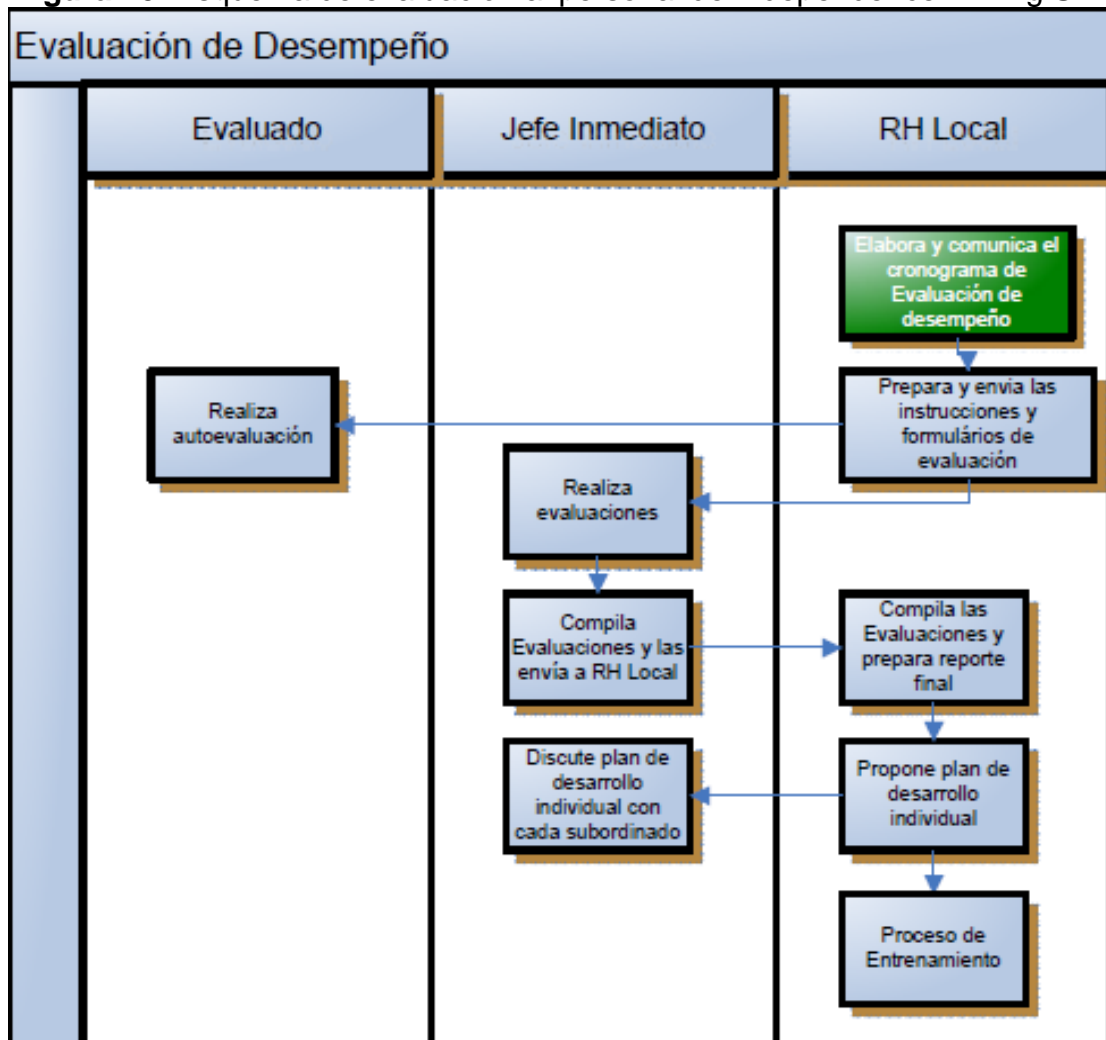 Evaluación de Desempeño
Evaluado
Jefe Inmediato
RH Local
Elabora y comunica el
cronograma de
Evaluación de
desempeño
Realiza
autoevaluación
Prepara y envia las
instrucciones y
formulários de
evaluación
Realiza
evaluaciones
Compila
Evaluaciones y las
envía a RH Local
Compila las
Evaluaciones y
prepara reporte
final
Discute plan de
desarrollo
individual con
cada subordinado
Propone plan de
desarrollo
individual
Proceso de
Entrenamiento